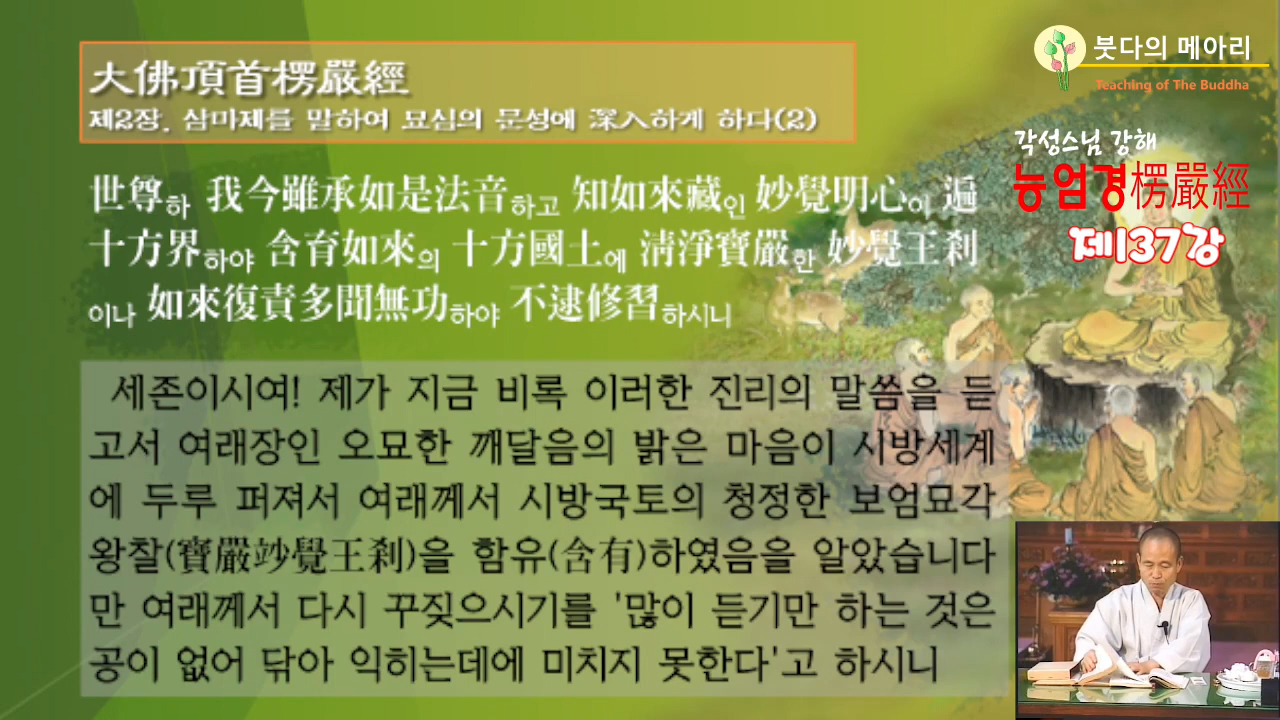 大佛頂首楞嚴經
제2장. 삼마제를 말하여 묘심의 문성에 深入하게 하다(2)
世尊하 我今雖承如是法音하고 知如來藏인 妙覺明心이 遍
十方界하야 含育如來의 十方國土에 淸淨寶嚴한 妙覺王刹
이나 如來復責多聞無功하야 不逮修習하시니
세존이시여! 제가 지금 비록 이러한 진리의 말씀을 듣
고서 여래장인 오묘한 깨달음의 밝은 마음이 시방세계
에 두루 퍼져서 여래께서 시방국토의 청정한 보엄묘각
왕찰(寶嚴竗覺王刹)을 함유(含有)하였음을 알았습니다
만 여래께서 다시 꾸짖으시기를 '많이 듣기만 하는 것은
공이 없어 닦아 익히는데에 미치지 못한다'고 하시니
붓다의 메아리
Teaching of The Buddha
각성스님 강해
능엄경楞嚴經
제137강